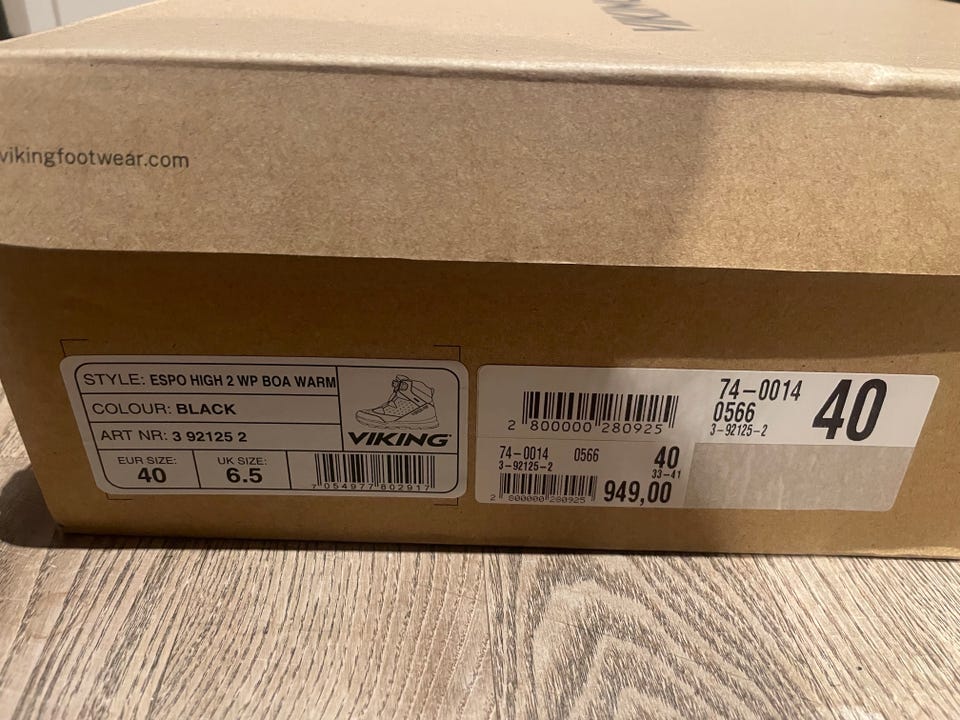 VIKING
vikingfootwear.com
STYLE: ESPO HIGH 2 WP BOA WARM
COLOUR: BLACK
ART NR: 3 92125 2
VIKING
EUR SIZE:
40
UK SIZE:
6.5
7 054977 802917
2 800000 280925
74-0014
0566
3-92125-2
40
74-0014 0566 40
3-92125-2 33-41
2 800000 280925
949,00